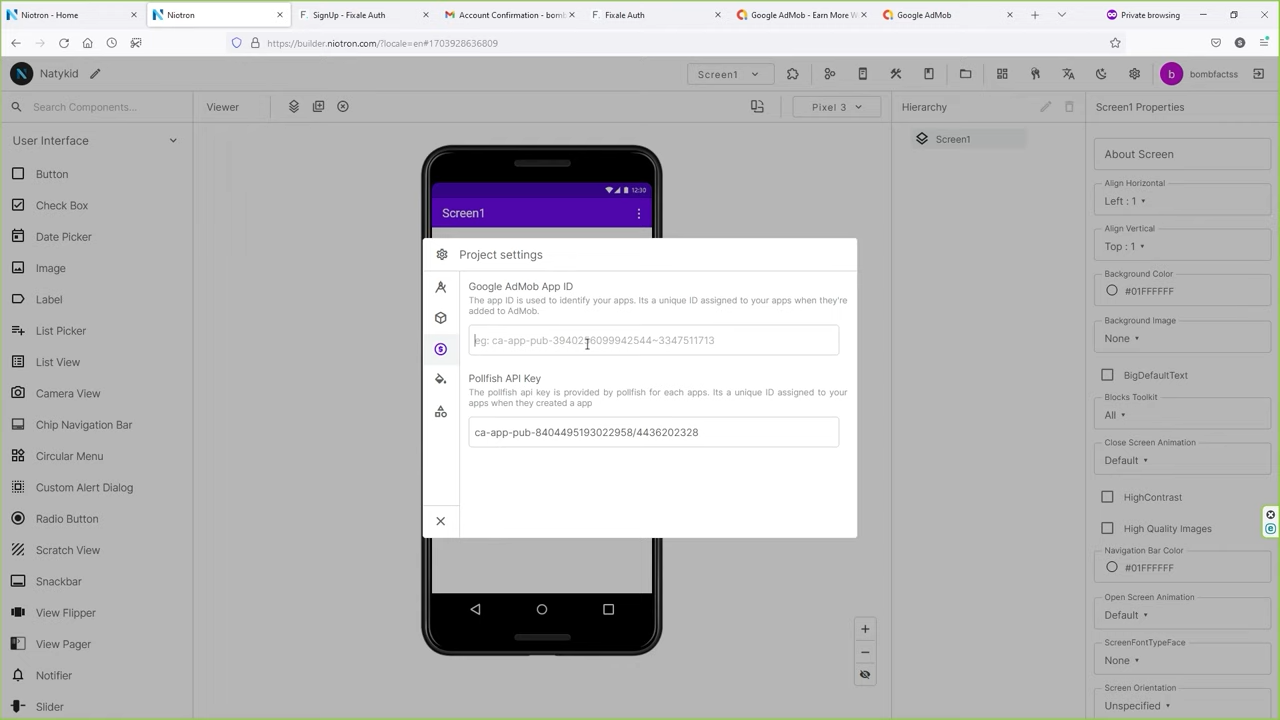 Niotron - Home
Niotron
SignUp - Fixale Auth
Account Confirmation - bomb
Fixale Auth
Google AdMob - Earn More W
Google AdMob
Private browsing
https://builder.niotron.com/?locale=en#1703928636809
Natykid
Screen1
bombfactss
Search Components...
Viewer
Pixel 3
Hierarchy
Screen1 Properties
User Interface
Button
Check Box
Date Picker
Image
Label
List Picker
List View
Camera View
Chip Navigation Bar
Circular Menu
Custom Alert Dialog
Radio Button
Scratch View
Snackbar
View Flipper
View Pager
Notifier
Slider
12:30
Screen1
Project settings
Google AdMob App ID
The app ID is used to identify your apps. Its a unique ID assigned to your apps when they're
added to AdMob.
eg: ca-app-pub-3940256099942544~3347511713
Pollfish API Key
The pollfish api key is provided by pollfish for each apps. Its a unique ID assigned to your
apps when they created a app
ca-app-pub-8404495193022958/4436202328
Screen1
About Screen
Align Horizontal
Left : 1
Align Vertical
Top : 1
Background Color
#01FFFFFF
Background Image
None
BigDefaultText
Blocks Toolkit
All
Close Screen Animation
Default
HighContrast
High Quality Images
Navigation Bar Color
#01FFFFFF
Open Screen Animation
Default
ScreenFontTypeFace
None
Screen Orientation
Unspecified